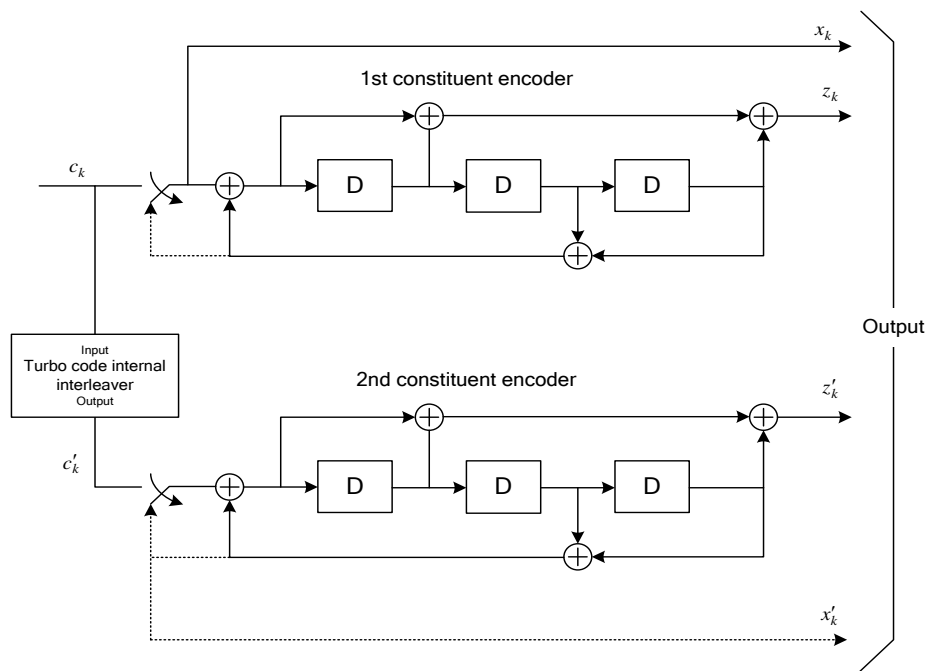 x_k
1st constituent encoder
z_k
c_k
D
D
D
Output
Input
Turbo code internal
interleaver
Output
2nd constituent encoder
z′_k
c′_k
D
D
D
x′_k